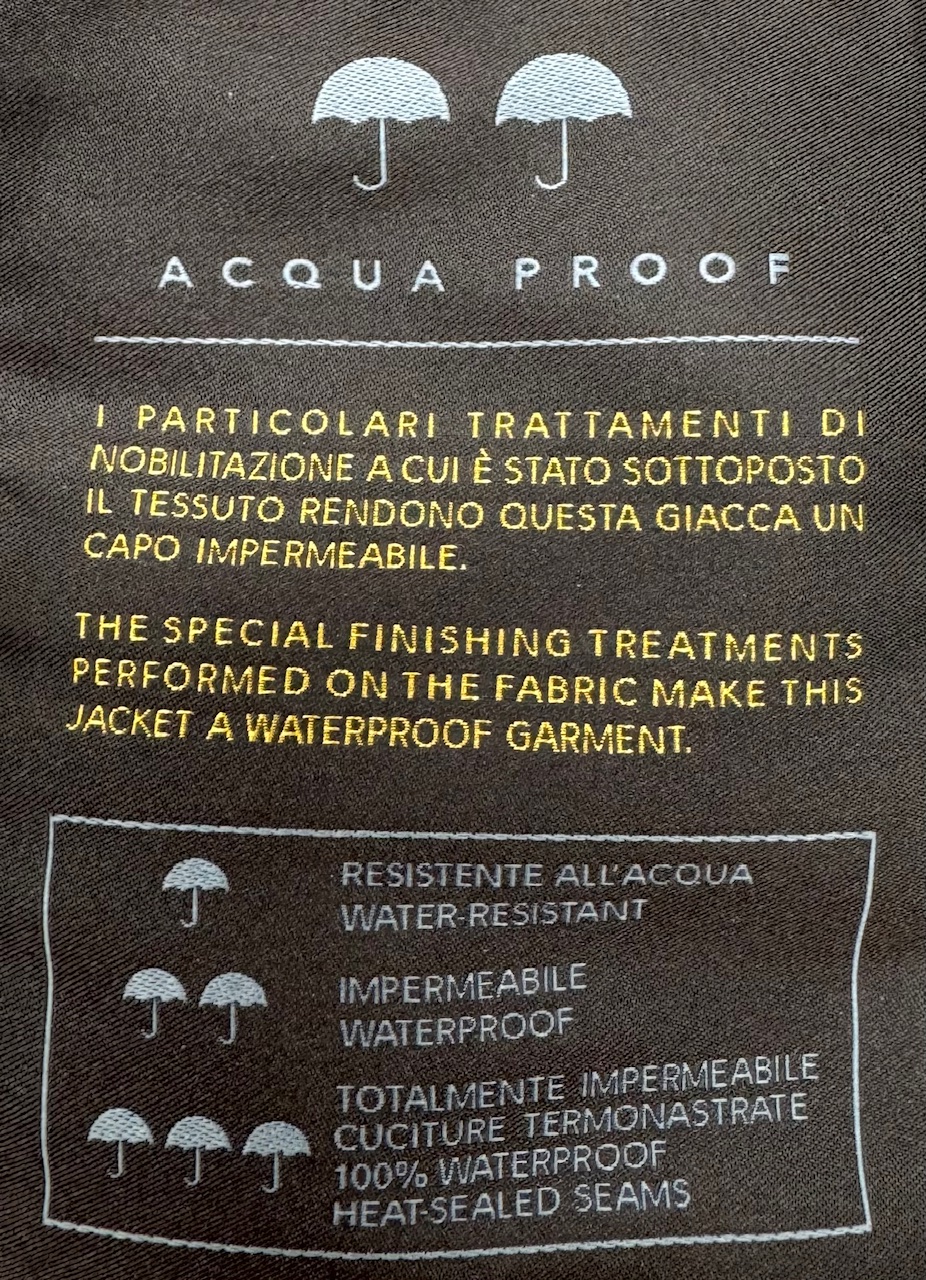 ACQUA PROOF
I PARTICOLARI TRATTAMENTI DI
NOBILITAZIONE A CUI È STATO SOTTOPOSTO
IL TESSUTO RENDONO QUESTA GIACCA UN
CAPO IMPERMEABILE.
THE SPECIAL FINISHING TREATMENTS
PERFORMED ON THE FABRIC MAKE THIS
JACKET A WATERPROOF GARMENT.
RESISTENTE ALL'ACQUA
WATER-RESISTANT
IMPERMEABILE
WATERPROOF
TOTALMENTE IMPERMEABILE
CUCITURE TERMONASTRATE
100% WATERPROOF
HEAT-SEALED SEAMS